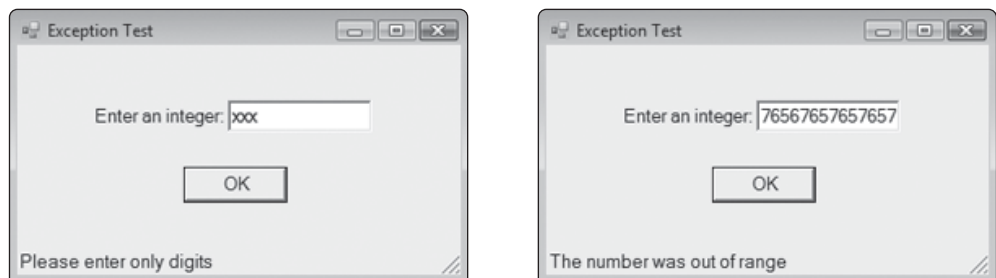 Exception Test
Enter an integer: xxx
OK
Please enter only digits
Exception Test
Enter an integer: 76567657657657
OK
The number was out of range